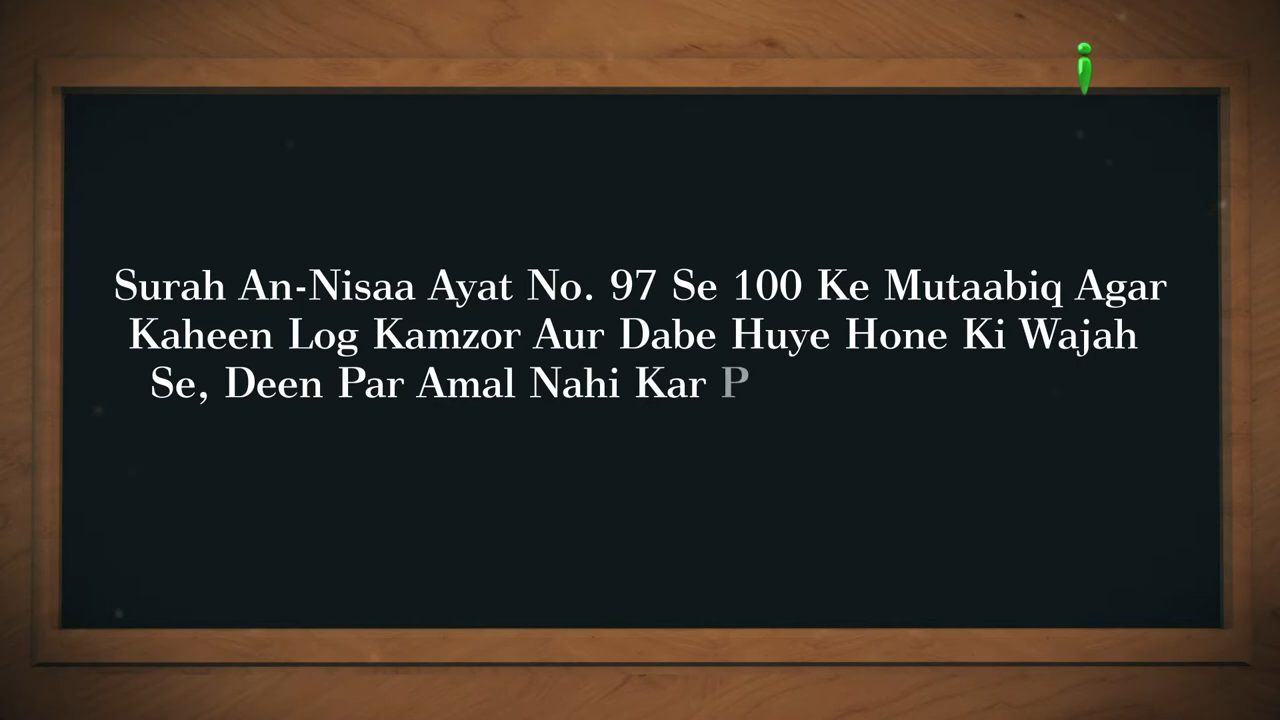 Surah An-Nisaa Ayat No. 97 Se 100 Ke Mutaabiq Agar
Kaheen Log Kamzor Aur Dabe Huye Hone Ki Wajah
Se, Deen Par Amal Nahi Kar P